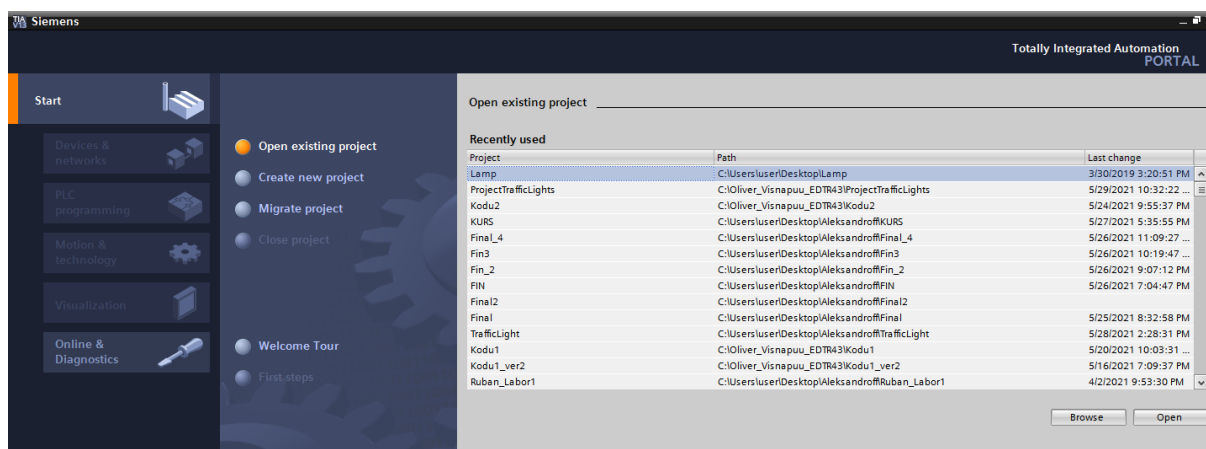 TIA V13 Siemens
Totally Integrated Automation
PORTAL
Start
Devices &
networks
PLC
programming
Motion &
technology
Visualization
Online &
Diagnostics
Open existing project
Create new project
Migrate project
Close project
Welcome Tour
First steps
Open existing project
Recently used
Project Path Last change
Lamp C:\Users\user\Desktop\Lamp 3/30/2019 3:20:51 PM
ProjectTrafficLights C:\Oliver_Visnapuu_EDTR43\ProjectTrafficLights 5/29/2021 10:32:22 ...
Kodu2 C:\Oliver_Visnapuu_EDTR43\Kodu2 5/24/2021 9:55:37 PM
KURS C:\Users\user\Desktop\Aleksandroff\KURS 5/27/2021 5:35:55 PM
Final_4 C:\Users\user\Desktop\Aleksandroff\Final_4 5/26/2021 11:09:27 ...
Fin3 C:\Users\user\Desktop\Aleksandroff\Fin3 5/26/2021 10:19:47 ...
Fin_2 C:\Users\user\Desktop\Aleksandroff\Fin_2 5/26/2021 9:07:12 PM
FIN C:\Users\user\Desktop\Aleksandroff\FIN 5/26/2021 7:04:47 PM
Final2 C:\Users\user\Desktop\Aleksandroff\Final2
Final C:\Users\user\Desktop\Aleksandroff\Final 5/25/2021 8:32:58 PM
TrafficLight C:\Users\user\Desktop\Aleksandroff\TrafficLight 5/28/2021 2:28:31 PM
Kodu1 C:\Oliver_Visnapuu_EDTR43\Kodu1 5/20/2021 10:03:31 ...
Kodu1_ver2 C:\Oliver_Visnapuu_EDTR43\Kodu1_ver2 5/16/2021 7:09:37 PM
Ruban_Labor1 C:\Users\user\Desktop\Aleksandroff\Ruban_Labor1 4/2/2021 9:53:30 PM
Browse Open